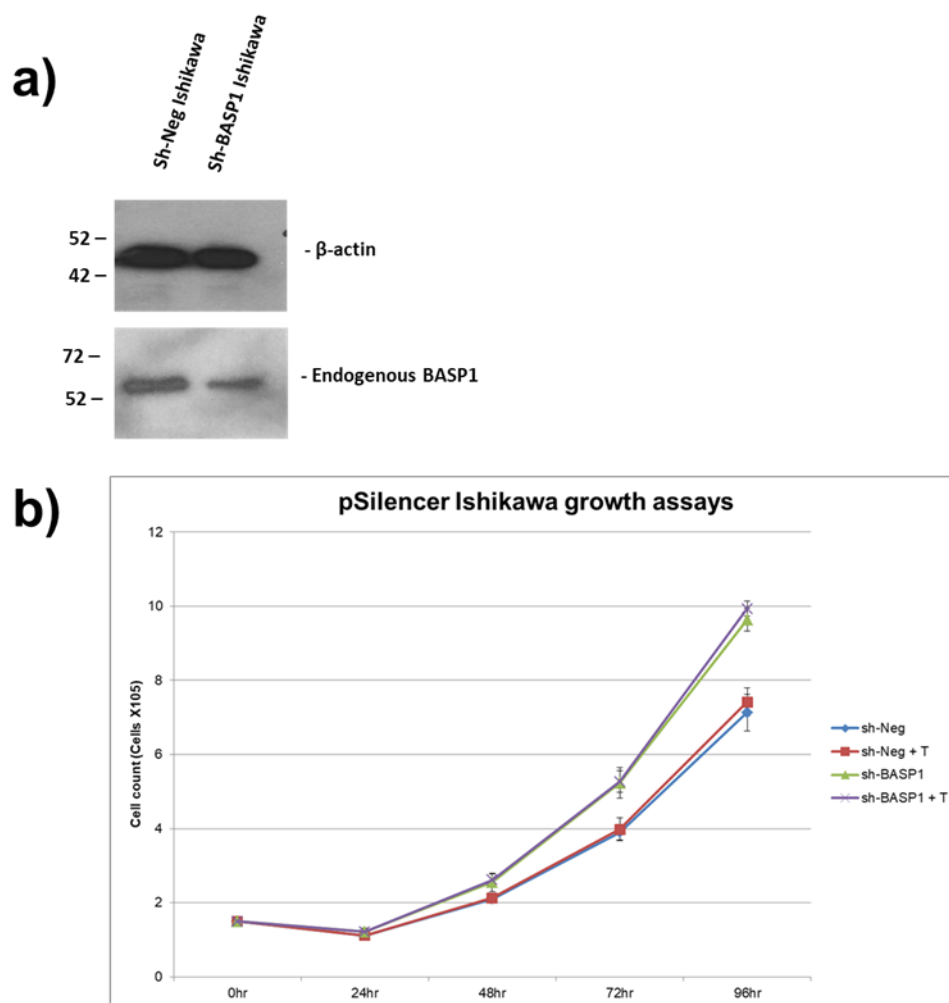 a)
Sh-Neg Ishikawa
Sh-BASP1 Ishikawa
52 –
42 –
- β-actin
72 –
52 –
- Endogenous BASP1
b)
pSilencer Ishikawa growth assays
Cell count (Cells X105)
12
10
8
6
4
2
0
0hr
24hr
48hr
72hr
96hr
sh-Neg
sh-Neg + T
sh-BASP1
sh-BASP1 + T